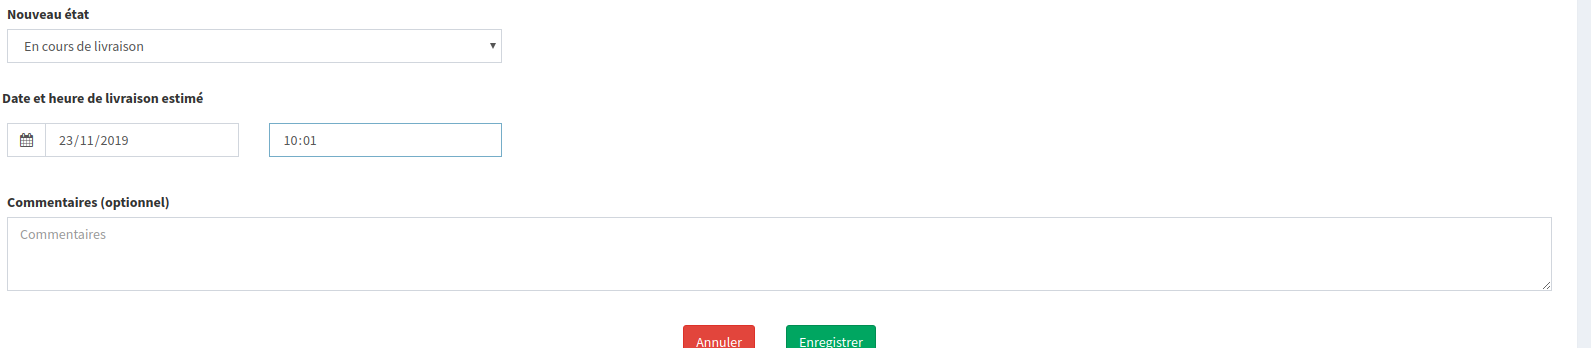 Nouveau état
En cours de livraison
Date et heure de livraison estimé
23/11/2019 10:01
Commentaires (optionnel)
Commentaires
Annuler Enregistrer